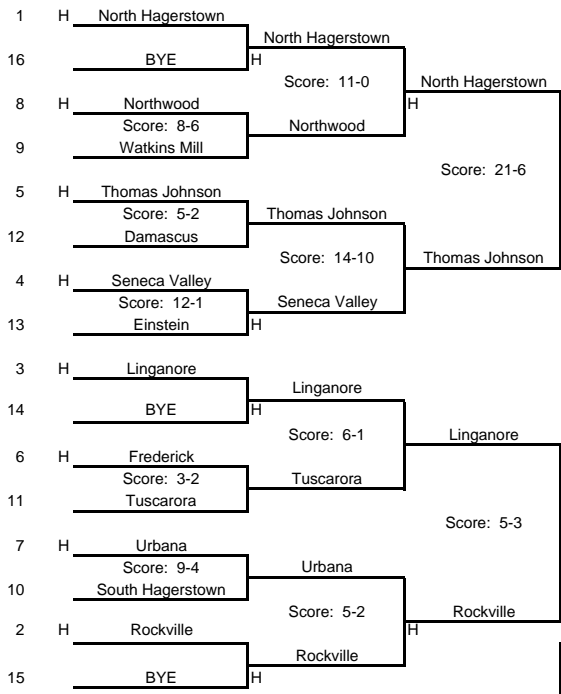 1 H North Hagerstown
North Hagerstown
16 BYE H
Score: 11-0
North Hagerstown
8 H Northwood H
Score: 8-6
Northwood
9 Watkins Mill
Score: 21-6
5 H Thomas Johnson
Score: 5-2
Thomas Johnson
12 Damascus
Score: 14-10
Thomas Johnson
4 H Seneca Valley
Score: 12-1
Seneca Valley
13 Einstein H
3 H Linganore
Linganore
14 BYE H
Score: 6-1
Linganore
6 H Frederick
Score: 3-2
Tuscarora
11 Tuscarora
Score: 5-3
7 H Urbana
Score: 9-4
Urbana
10 South Hagerstown
Score: 5-2
Rockville
2 H Rockville H
Rockville
15 BYE H